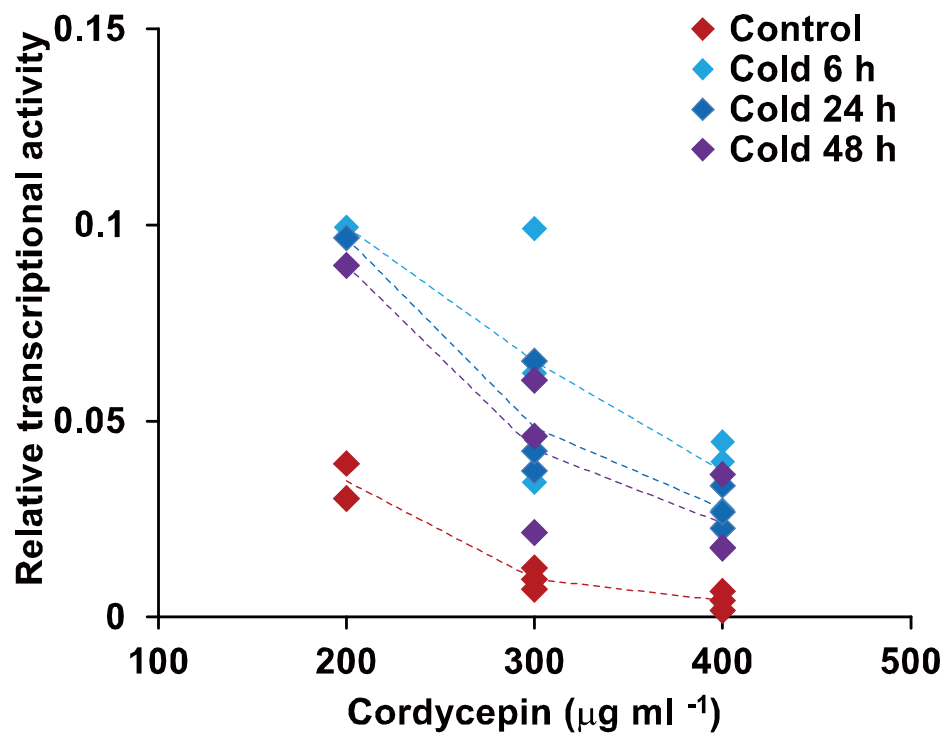 Relative transcriptional activity
0.15
0.1
0.05
0
Control
Cold 6 h
Cold 24 h
Cold 48 h
100 200 300 400 500
Cordycepin (μg ml -1)